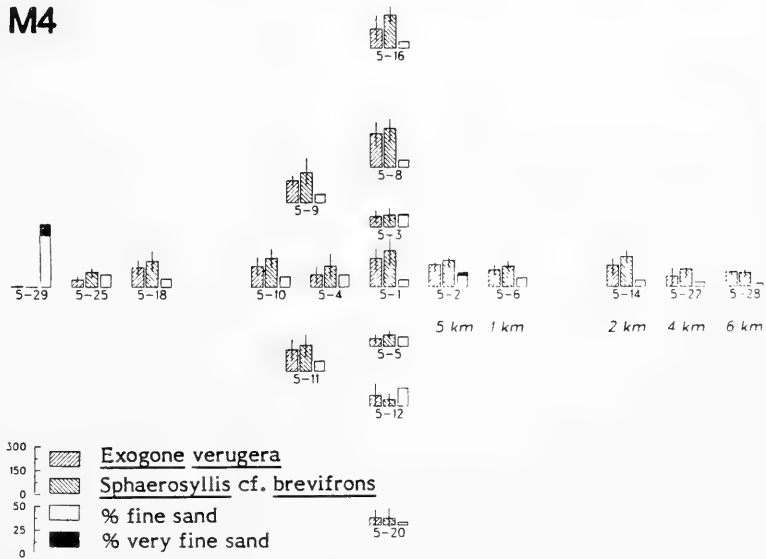 M4
5-16
5-8
5-9
5-3
5-29 5-25 5-18 5-10 5-4 5-1 5-2 5-6 5-14 5-22 5-28
5 km 1 km 2 km 4 km 6 km
5-5
5-11
5-12
300
150
0
Exogone verugera
Sphaerosyllis cf. brevifrons
50
25
0
% fine sand
% very fine sand
5-20